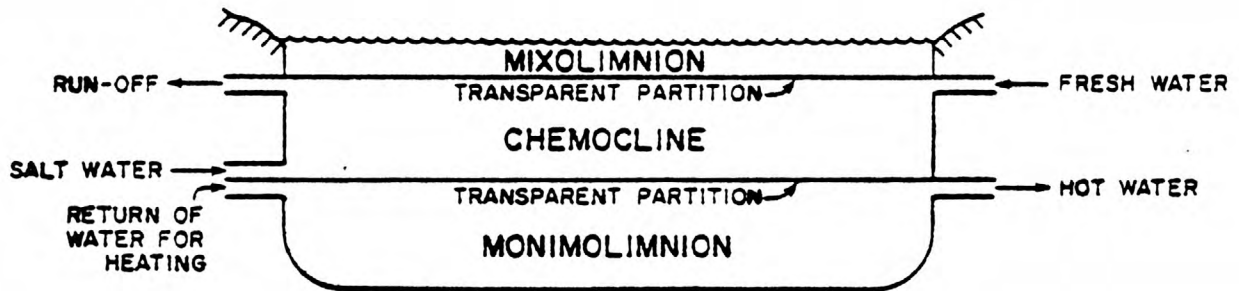 MIXOLIMNION
RUN-OFF
TRANSPARENT PARTITION
FRESH WATER
CHEMOCLINE
SALT WATER
TRANSPARENT PARTITION
HOT WATER
RETURN OF
WATER FOR
HEATING
MONIMOLIMNION